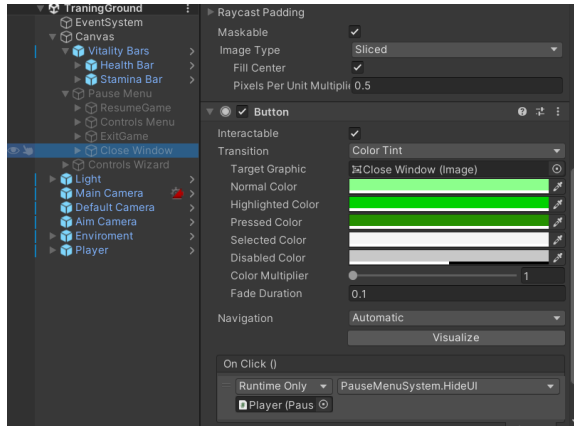 TraningGround
EventSystem
Canvas
Vitality Bars
Health Bar
Stamina Bar
Pause Menu
ResumeGame
Controls Menu
ExitGame
Close Window
Controls Wizard
Light
Main Camera
Default Camera
Aim Camera
Enviroment
Player
Raycast Padding
Maskable
Image Type Sliced
Fill Center
Pixels Per Unit Multiplie 0.5
Button
Interactable
Transition Color Tint
Target Graphic Close Window (Image)
Normal Color
Highlighted Color
Pressed Color
Selected Color
Disabled Color
Color Multiplier 1
Fade Duration 0.1
Navigation Automatic
Visualize
On Click ()
Runtime Only PauseMenuSystem.HideUI
Player (Paus